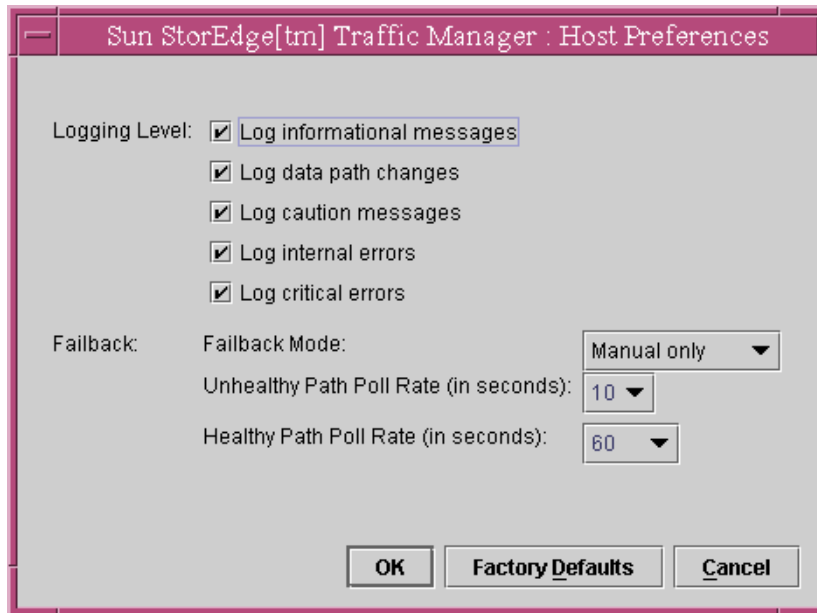 Sun StorEdge[tm] Traffic Manager : Host Preferences
Logging Level: Log informational messages
Log data path changes
Log caution messages
Log internal errors
Log critical errors
Failback: Failback Mode: Manual only
Unhealthy Path Poll Rate (in seconds): 10
Healthy Path Poll Rate (in seconds): 60
OK Factory Defaults Cancel